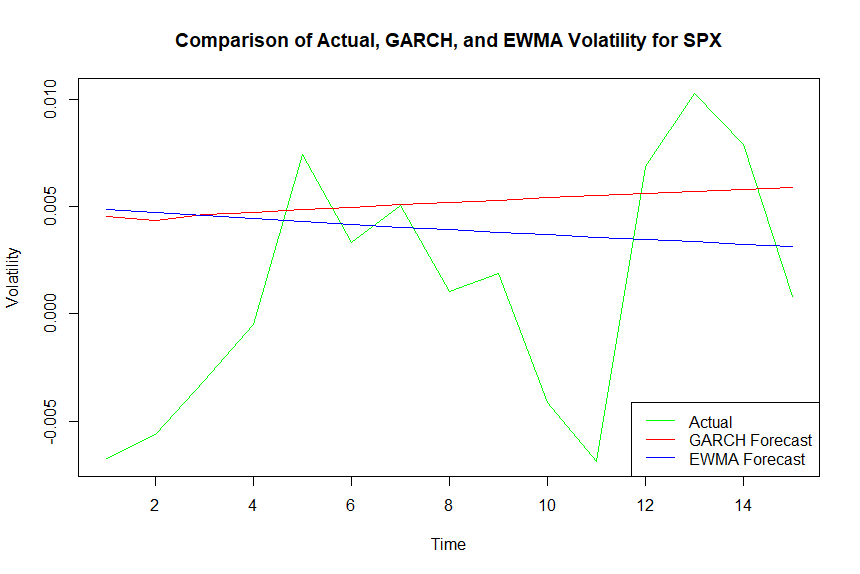 Comparison of Actual, GARCH, and EWMA Volatility for SPX
0.010
0.005
0.000
-0.005
Volatility
2 4 6 8 10 12 14
Time
Actual
GARCH Forecast
EWMA Forecast